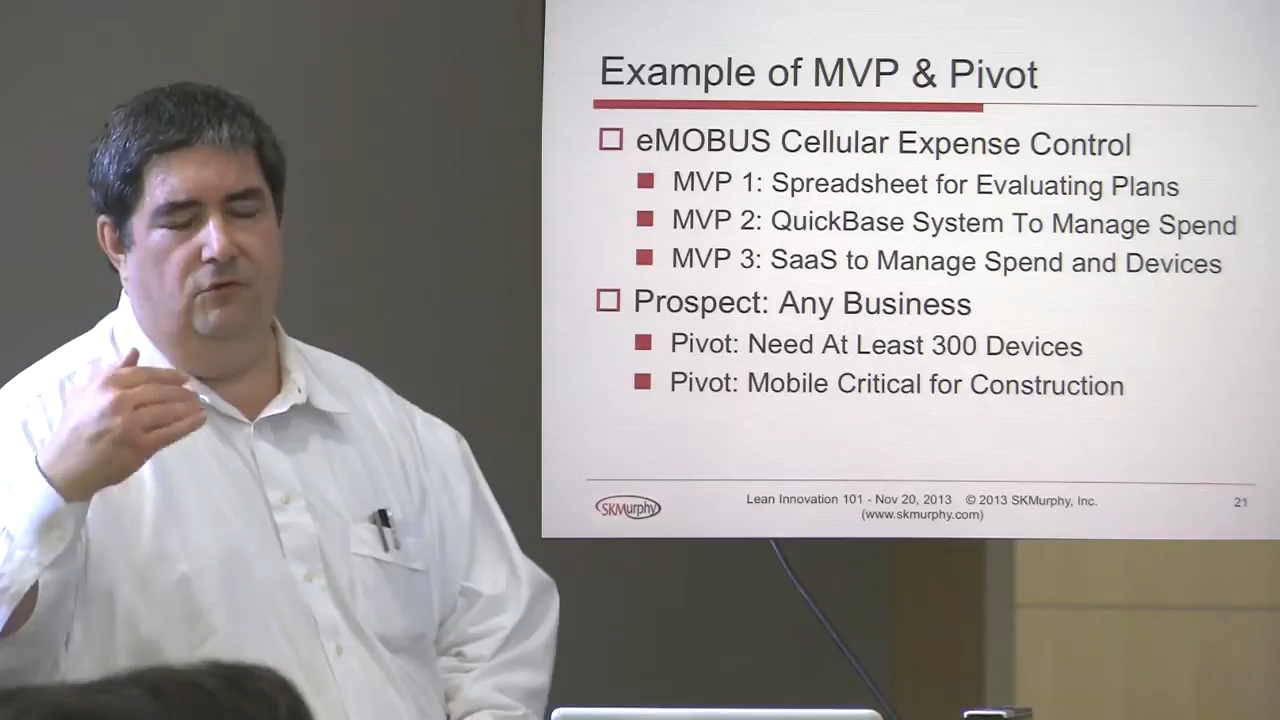 Example of MVP & Pivot
eMOBUS Cellular Expense Control
MVP 1: Spreadsheet for Evaluating Plans
MVP 2: QuickBase System To Manage Spend
MVP 3: SaaS to Manage Spend and Devices
Prospect: Any Business
Pivot: Need At Least 300 Devices
Pivot: Mobile Critical for Construction
SKMurphy
Lean Innovation 101 - Nov 20, 2013 © 2013 SKMurphy, Inc.
(www.skmurphy.com)
21